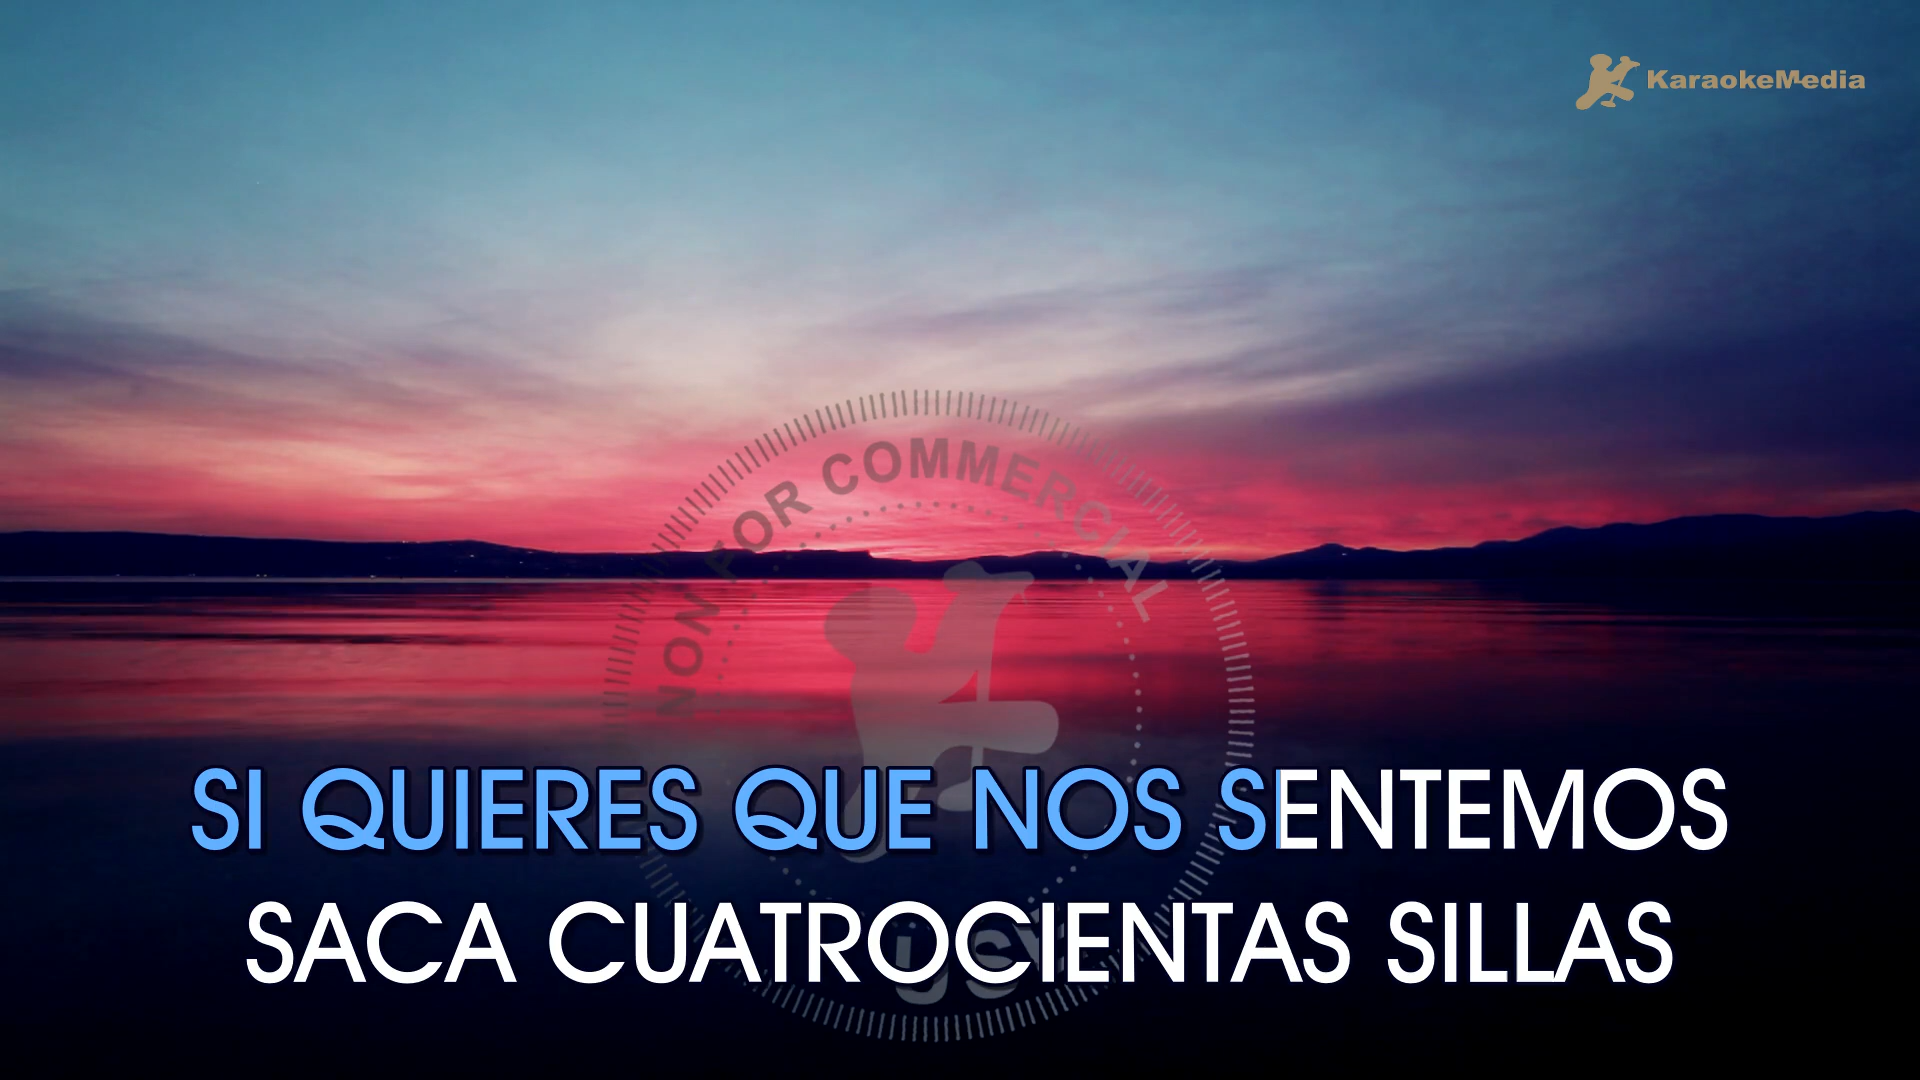 KaraokeMedia
NON FOR COMMERCIAL
SI QUIERES QUE NOS SENTEMOS
SACA CUATROCIENTAS SILLAS